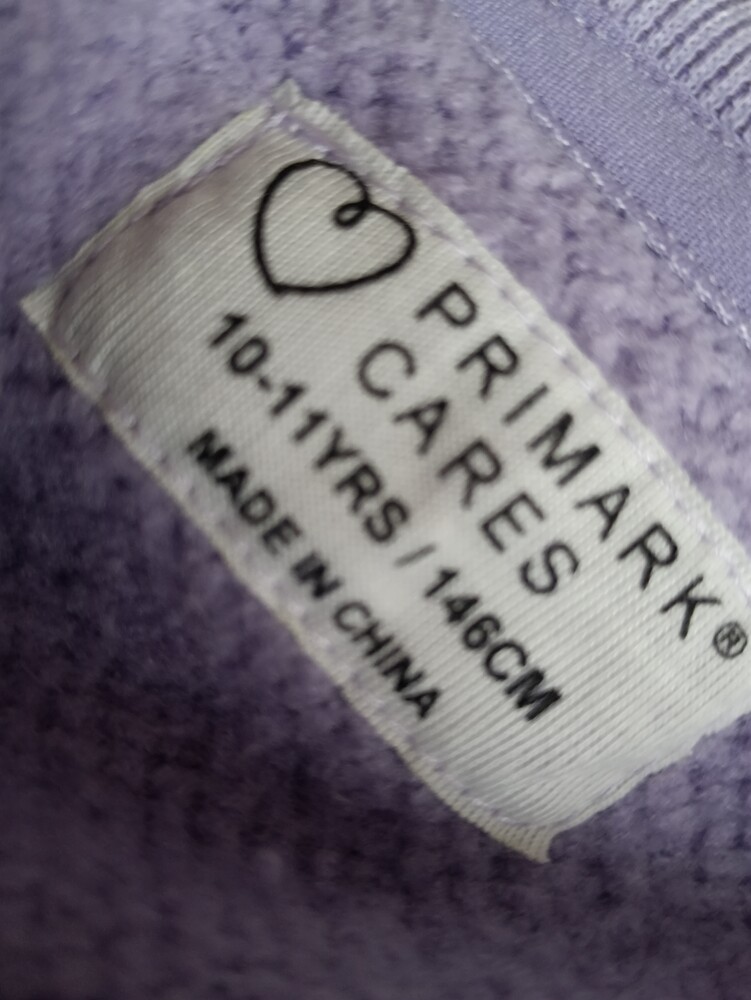 PRIMARK®
CARES
10-11YRS / 146CM
MADE IN CHINA